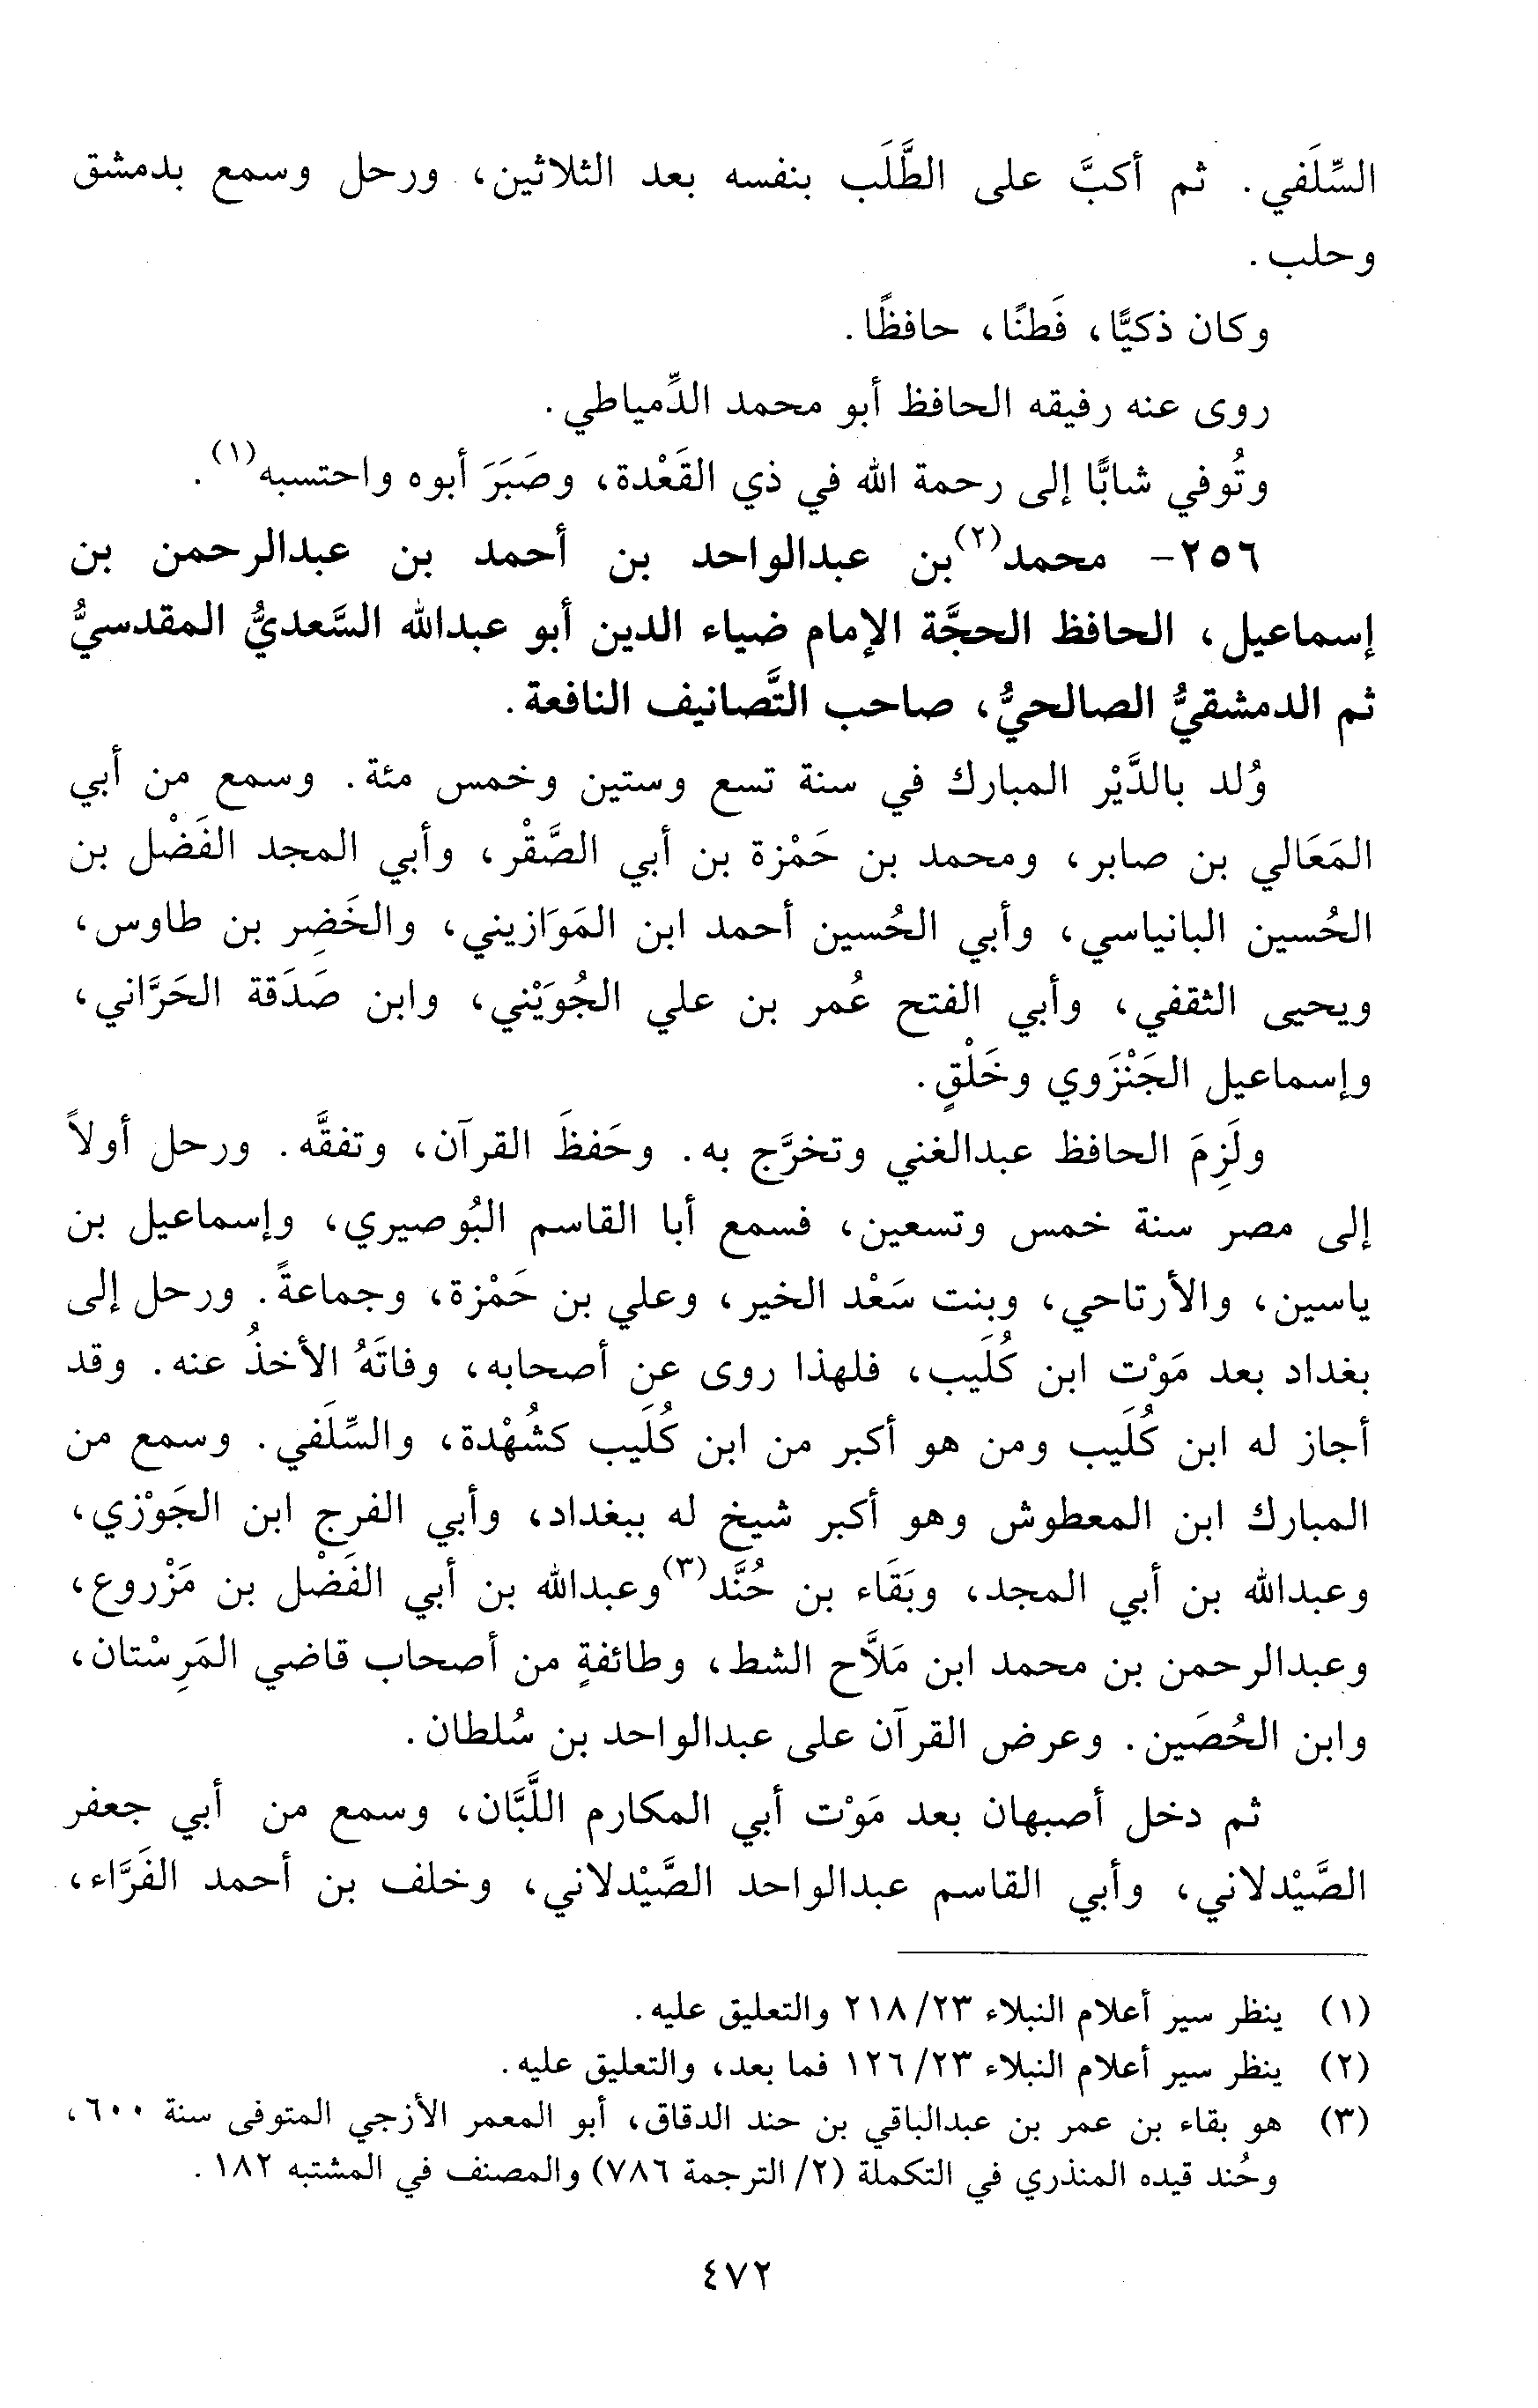 السِّلَفي. ثم أكبَّ على الطَّلَب بنفسه بعد الثلاثين، ورحل وسمع بدمشق
وحلب.
وكان ذكيًّا، فَطنًا، حافظًا.
روى عنه رفيقه الحافظ أبو محمد الدِّمياطي.
وتُوفي شابًّا إلى رحمة الله في ذي القَعْدة، وصَبَرَ أبوه واحتسبه(١).
٢٥٦- محمد(٢) بن عبدالواحد بن أحمد بن عبدالرحمن بن
إسماعيل، الحافظ الحجَّة الإمام ضياء الدين أبو عبدالله السَّعديُّ المقدسيُّ
ثم الدمشقيُّ الصالحيُّ، صاحب التَّصانيف النافعة.
وُلد بالدَّيْر المبارك في سنة تسع وستين وخمس مئة. وسمع من أبي
المَعَالي بن صابر، ومحمد بن حَمْزة بن أبي الصَّقْر، وأبي المجد الفَضْل بن
الحُسين البانياسي، وأبي الحُسين أحمد ابن المَوَازيني، والخَضِر بن طاوس،
ويحيى الثقفي، وأبي الفتح عُمر بن علي الجُوَيْني، وابن صَدَقة الحَرَّاني،
وإسماعيل الجَنْزَوي وخَلْقٍ.
ولَزِمَ الحافظ عبدالغني وتخرَّج به. وحَفظَ القرآن، وتفقَّه. ورحل أولاً
إلى مصر سنة خمس وتسعين، فسمع أبا القاسم البُوصيري، وإسماعيل بن
ياسين، والأرتاحي، وبنت سَعْد الخير، وعلي بن حَمْزة، وجماعةً. ورحل إلى
بغداد بعد مَوْت ابن كُلَيب، فلهذا روى عن أصحابه، وفاتَهُ الأخذُ عنه. وقد
أجاز له ابن كُلَيب ومن هو أكبر من ابن كُلَيب كشُهْدة، والسِّلَفي. وسمع من
المبارك ابن المعطوش وهو أكبر شيخ له ببغداد، وأبي الفرج ابن الجَوْزي،
وعبدالله بن أبي المجد، وبَقَاء بن حُنَّد(٣) وعبدالله بن أبي الفَضْل بن مَزْروع،
وعبدالرحمن بن محمد ابن مَلاَّح الشط، وطائفةٍ من أصحاب قاضي المَرِسْتان،
وابن الحُصَين. وعرض القرآن على عبدالواحد بن سُلطان.
ثم دخل أصبهان بعد مَوْت أبي المكارم اللَّبَّان، وسمع من أبي جعفر
الصَّيْدلاني، وأبي القاسم عبدالواحد الصَّيْدلاني، وخلف بن أحمد الفَرَّاء،
(١) ينظر سير أعلام النبلاء ٢٣/ ٢١٨ والتعليق عليه.
(٢) ينظر سير أعلام النبلاء ٢٣/ ١٢٦ فما بعد، والتعليق عليه.
(٣) هو بقاء بن عمر بن عبدالباقي بن حند الدقاق، أبو المعمر الأزجي المتوفى سنة ٦٠٠،
وحُند قيده المنذري في التكملة (٢/ الترجمة ٧٨٦) والمصنف في المشتبه ١٨٢.
٤٧٢